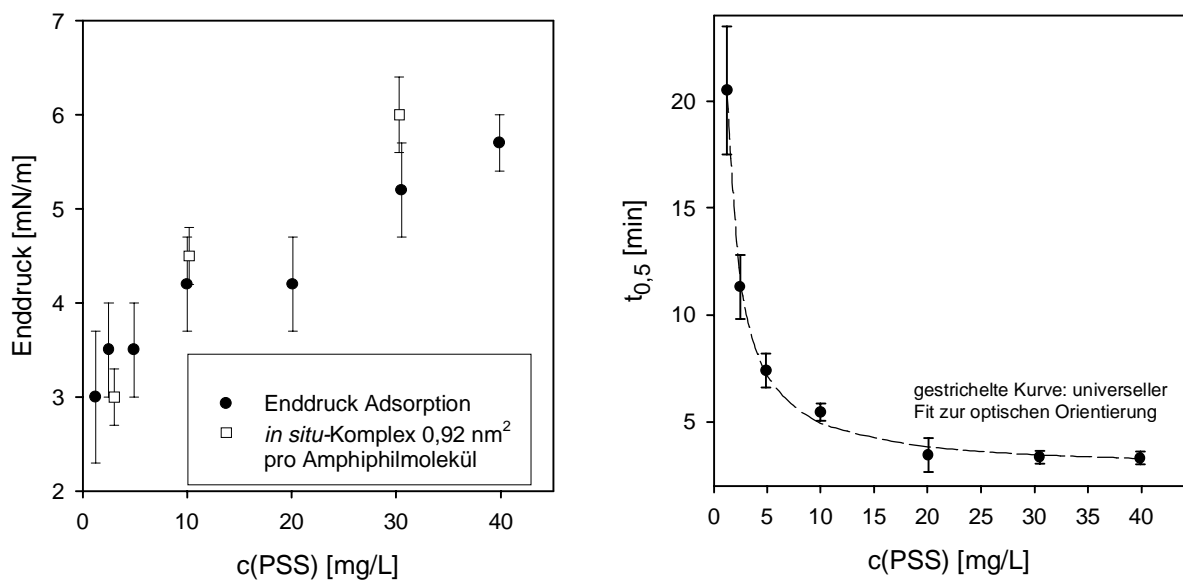 7
6
5
4
3
2
Enddruck [mN/m]
0
10
20
30
40
c(PSS) [mg/L]
Enddruck Adsorption
in situ-Komplex 0,92 nm²
pro Amphiphilmolekül
20
15
10
5
t0,5 [min]
0
5
10
15
20
25
30
35
40
c(PSS) [mg/L]
gestrichelte Kurve: universeller
Fit zur optischen Orientierung